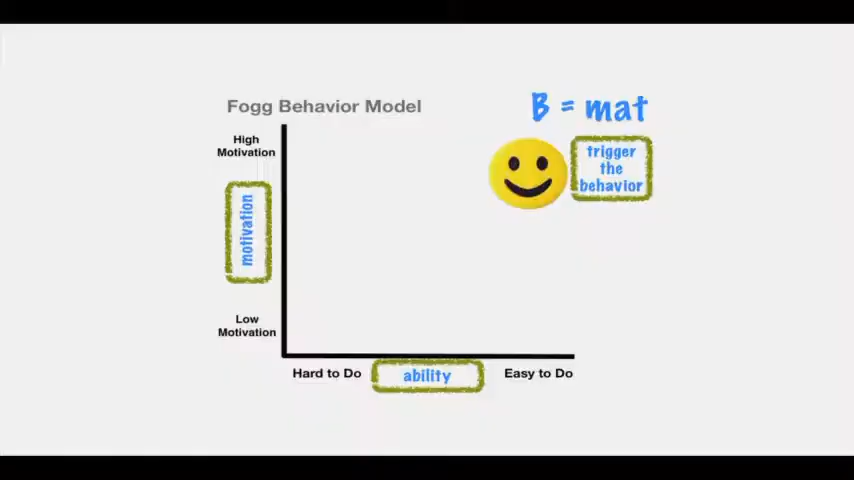 Fogg Behavior Model
B = mat
High
Motivation
trigger
the
behavior
motivation
Low
Motivation
Hard to Do
ability
Easy to Do